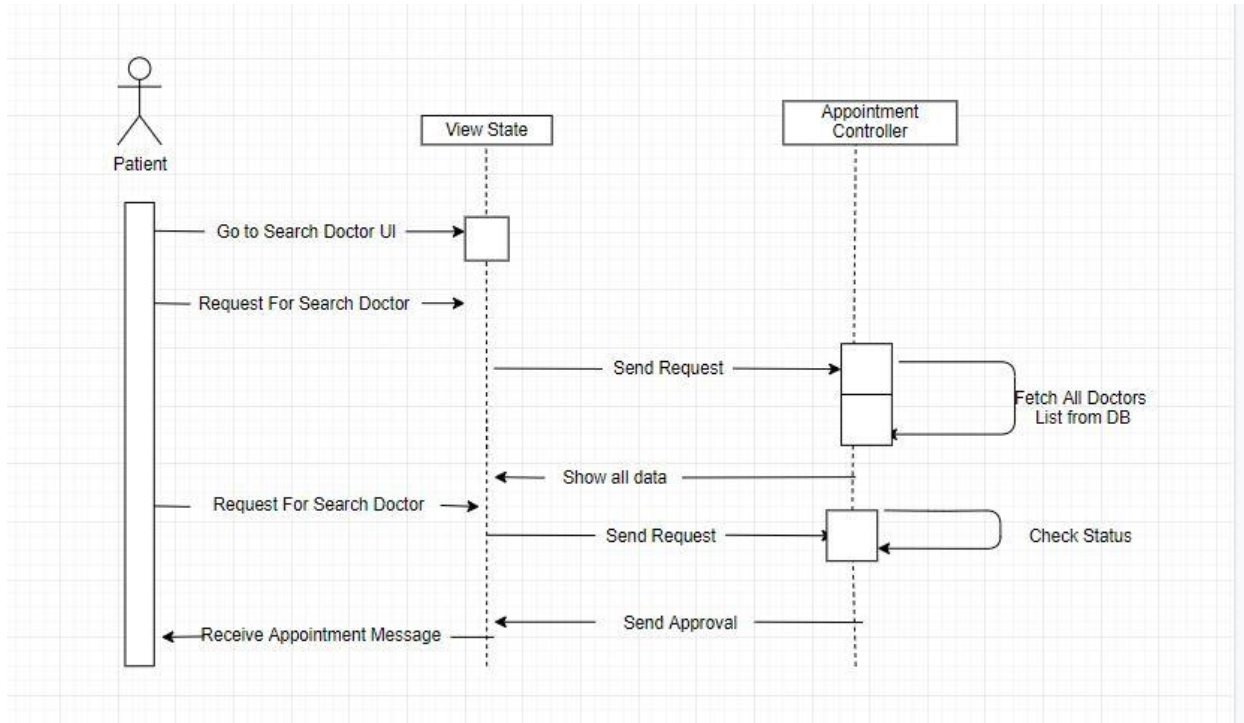 Appointment
Controller
View State
Patient
Go to Search Doctor UI
Request For Search Doctor
Send Request
Fetch All Doctors
List from DB
Show all data
Request For Search Doctor
Send Request
Check Status
Send Approval
Receive Appointment Message